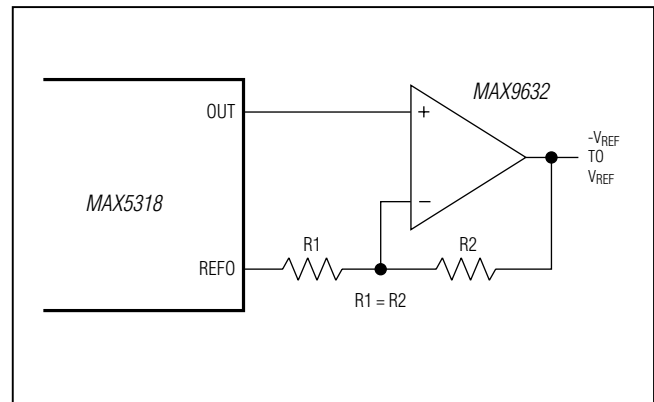 MAX9632
OUT
+
-VREF
TO
VREF
MAX5318
−
R1
R2
REFO
R1 = R2